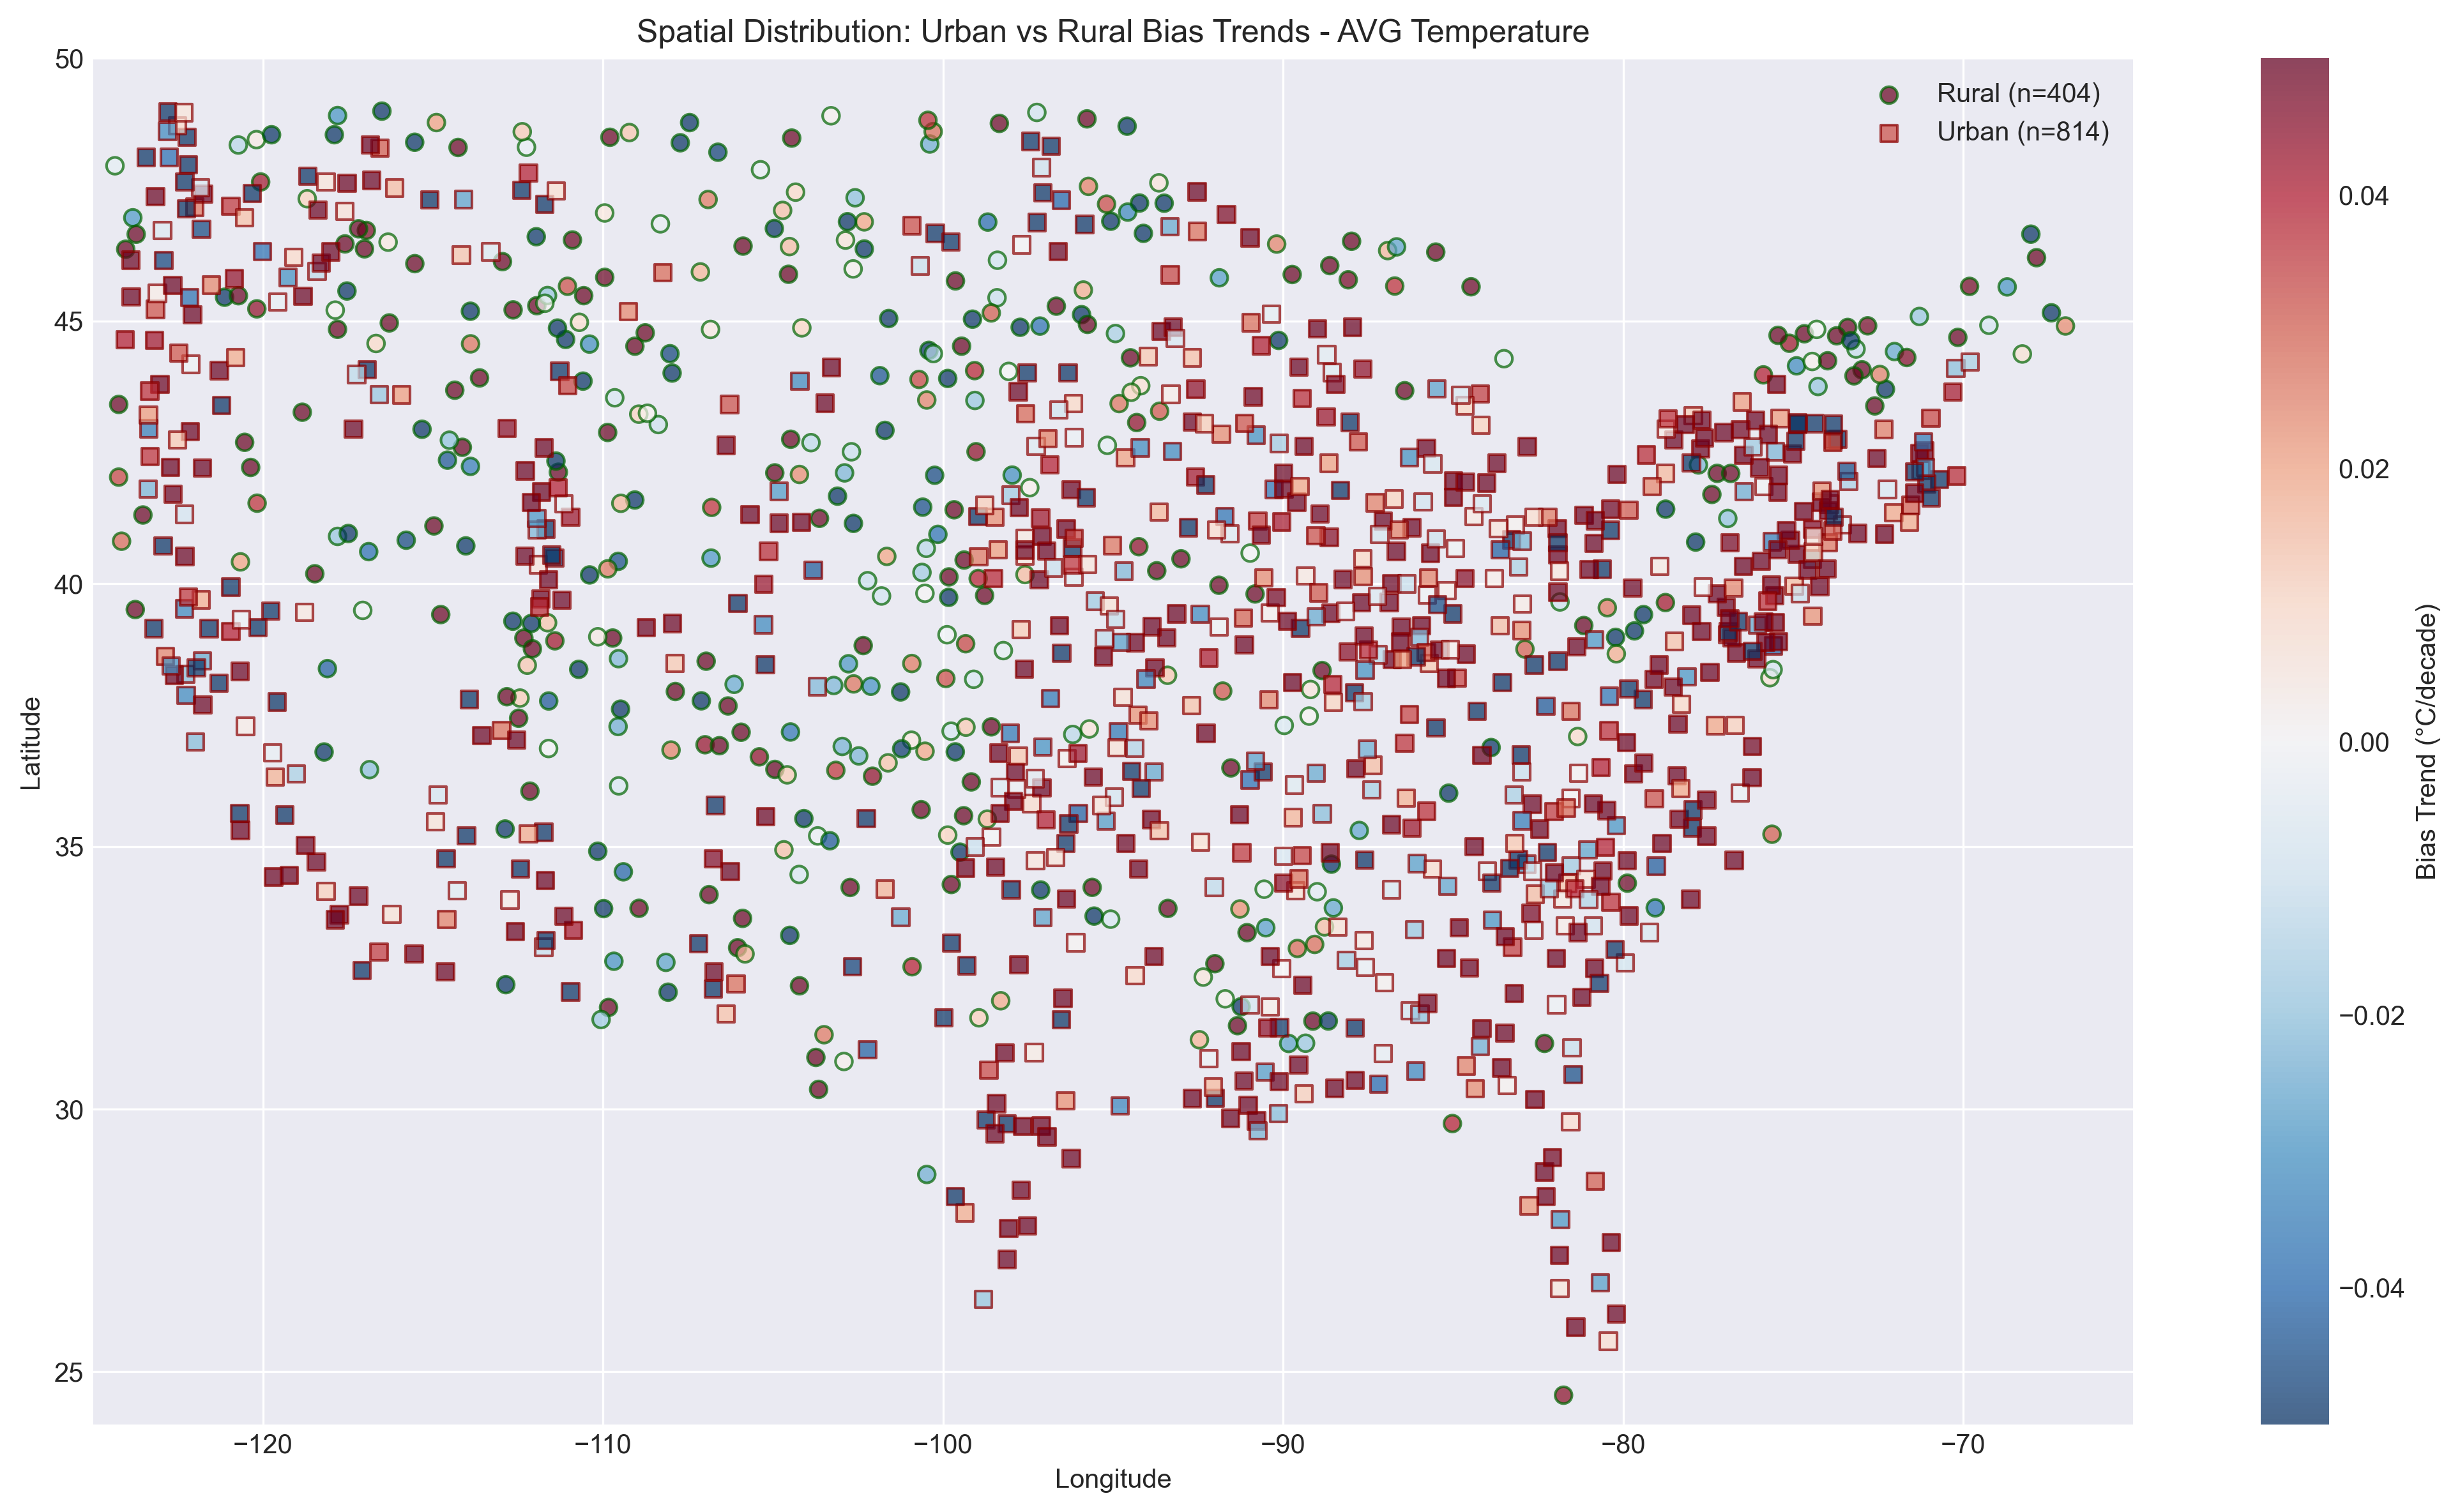 Spatial Distribution: Urban vs Rural Bias Trends - AVG Temperature
Rural (n=404)
Urban (n=814)
50
45
40
35
30
25
Latitude
−120
−110
−100
−90
−80
−70
Longitude
0.04
0.02
0.00
−0.02
−0.04
Bias Trend (°C/decade)